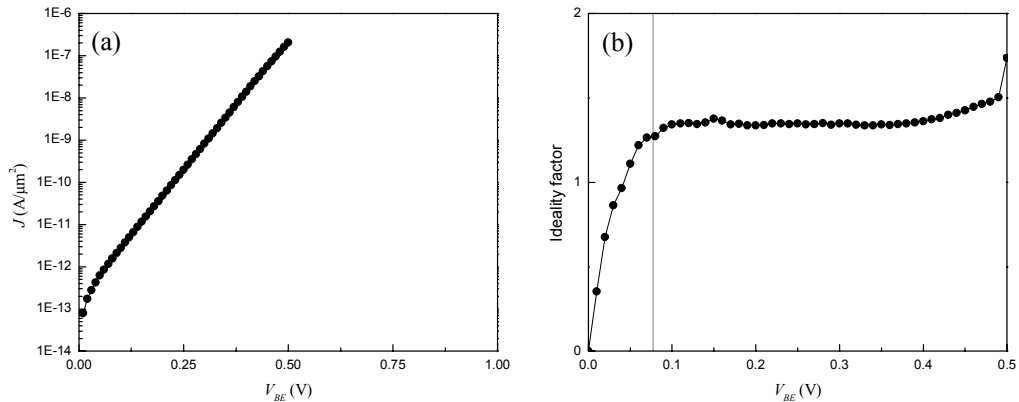 (a)
1E-6
1E-7
1E-8
1E-9
1E-10
1E-11
1E-12
1E-13
1E-14
J (A/μm²)
0.00 0.25 0.50 0.75 1.00
V_BE (V)
(b)
2
1
0
Ideality factor
0.0 0.1 0.2 0.3 0.4 0.5
V_BE (V)